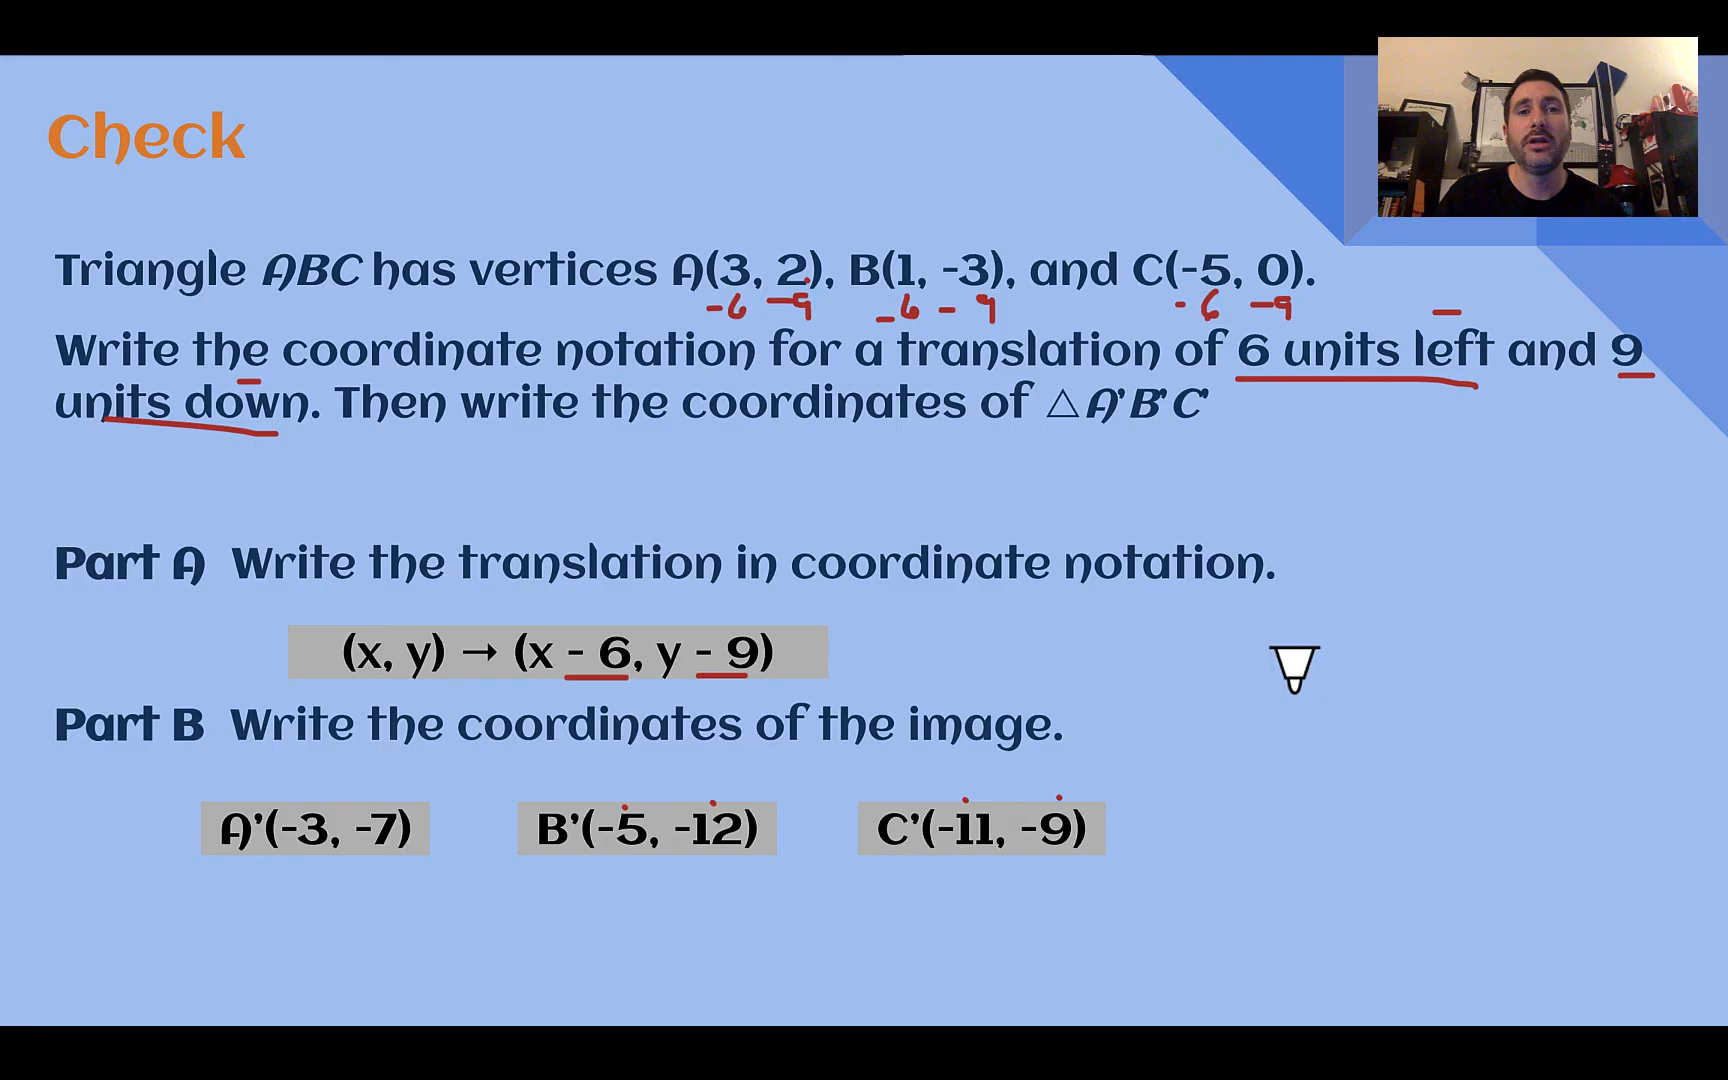 Check
Triangle ABC has vertices A(3, 2), B(1, -3), and C(-5, 0).
-6 -9 -6 -9 -6 -9
Write the coordinate notation for a translation of 6 units left and 9
units down. Then write the coordinates of △A'B'C'
Part A Write the translation in coordinate notation.
(x, y) → (x - 6, y - 9)
Part B Write the coordinates of the image.
A'(-3, -7) B'(-5, -12) C'(-11, -9)